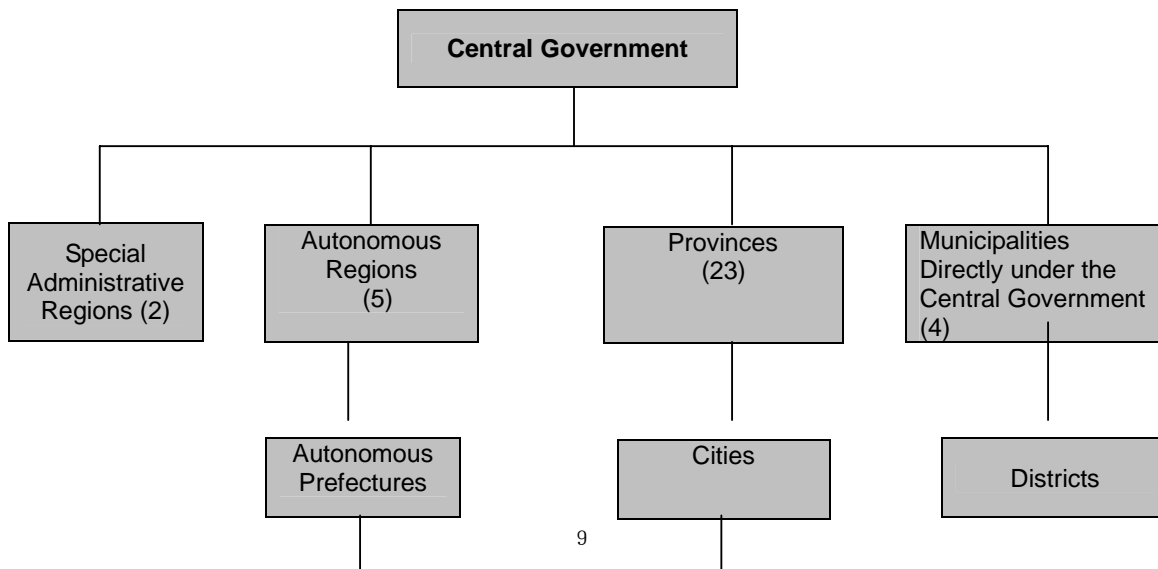 Central Government
Special
Administrative
Regions (2)
Autonomous
Regions
(5)
Provinces
(23)
Municipalities
Directly under the
Central Government
(4)
Autonomous
Prefectures
Cities
Districts
9